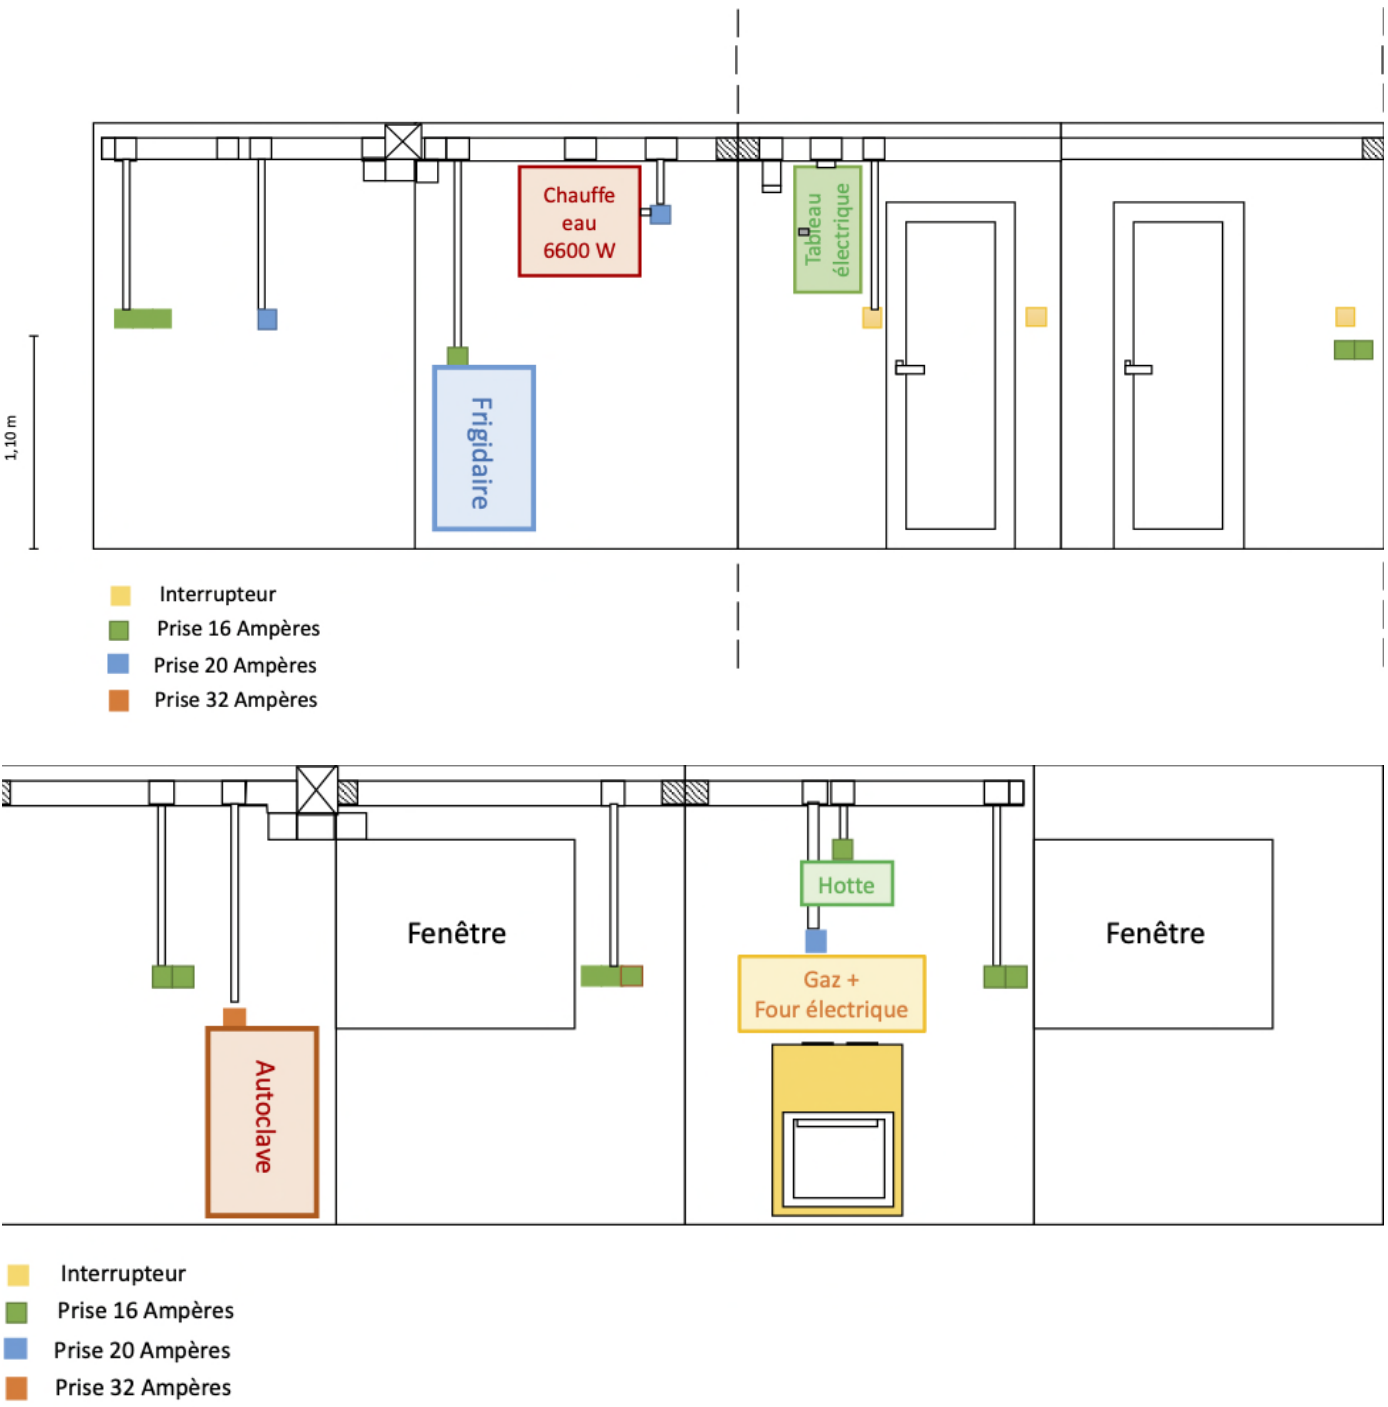 Chauffe
eau
6600 W
Tableau
électrique
Frigidaire
1,10 m
Interrupteur
Prise 16 Ampères
Prise 20 Ampères
Prise 32 Ampères
Hotte
Fenêtre
Fenêtre
Gaz +
Four électrique
Autoclave
Interrupteur
Prise 16 Ampères
Prise 20 Ampères
Prise 32 Ampères